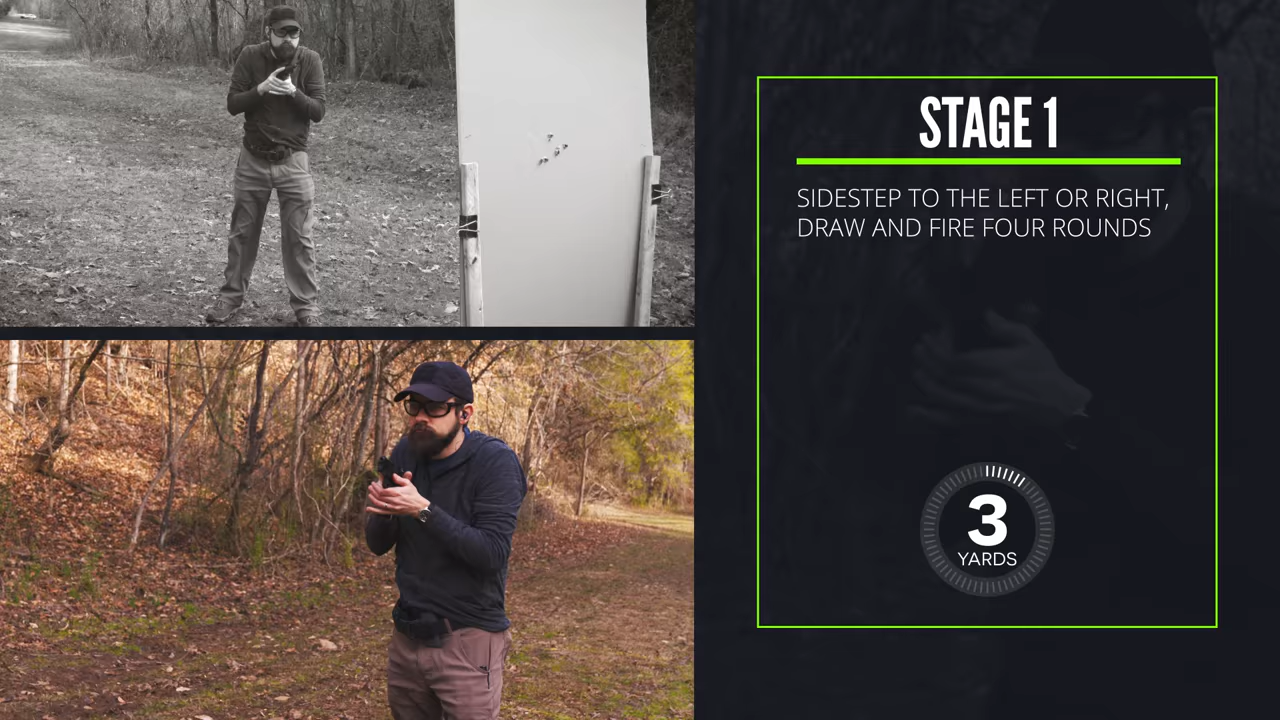 STAGE 1
SIDESTEP TO THE LEFT OR RIGHT,
DRAW AND FIRE FOUR ROUNDS
3
YARDS